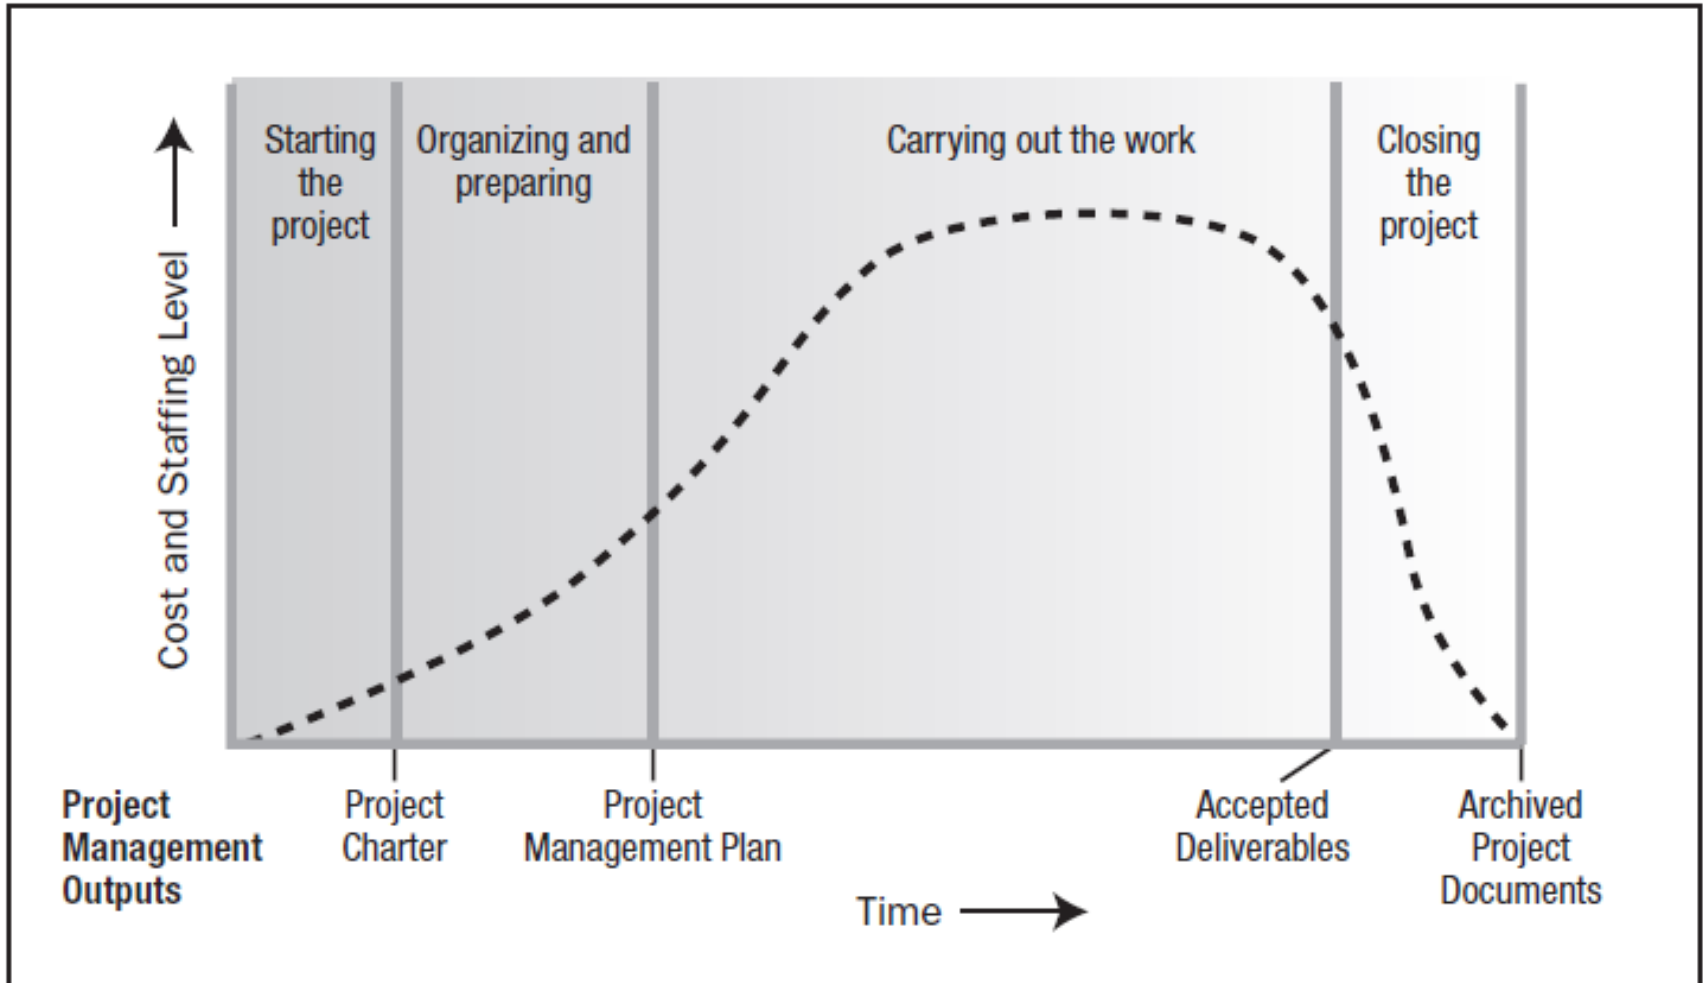 Starting
the
project
Organizing and
preparing
Carrying out the work
Closing
the
project
Cost and Staffing Level
Project
Management
Outputs
Project
Charter
Project
Management Plan
Accepted
Deliverables
Archived
Project
Documents
Time